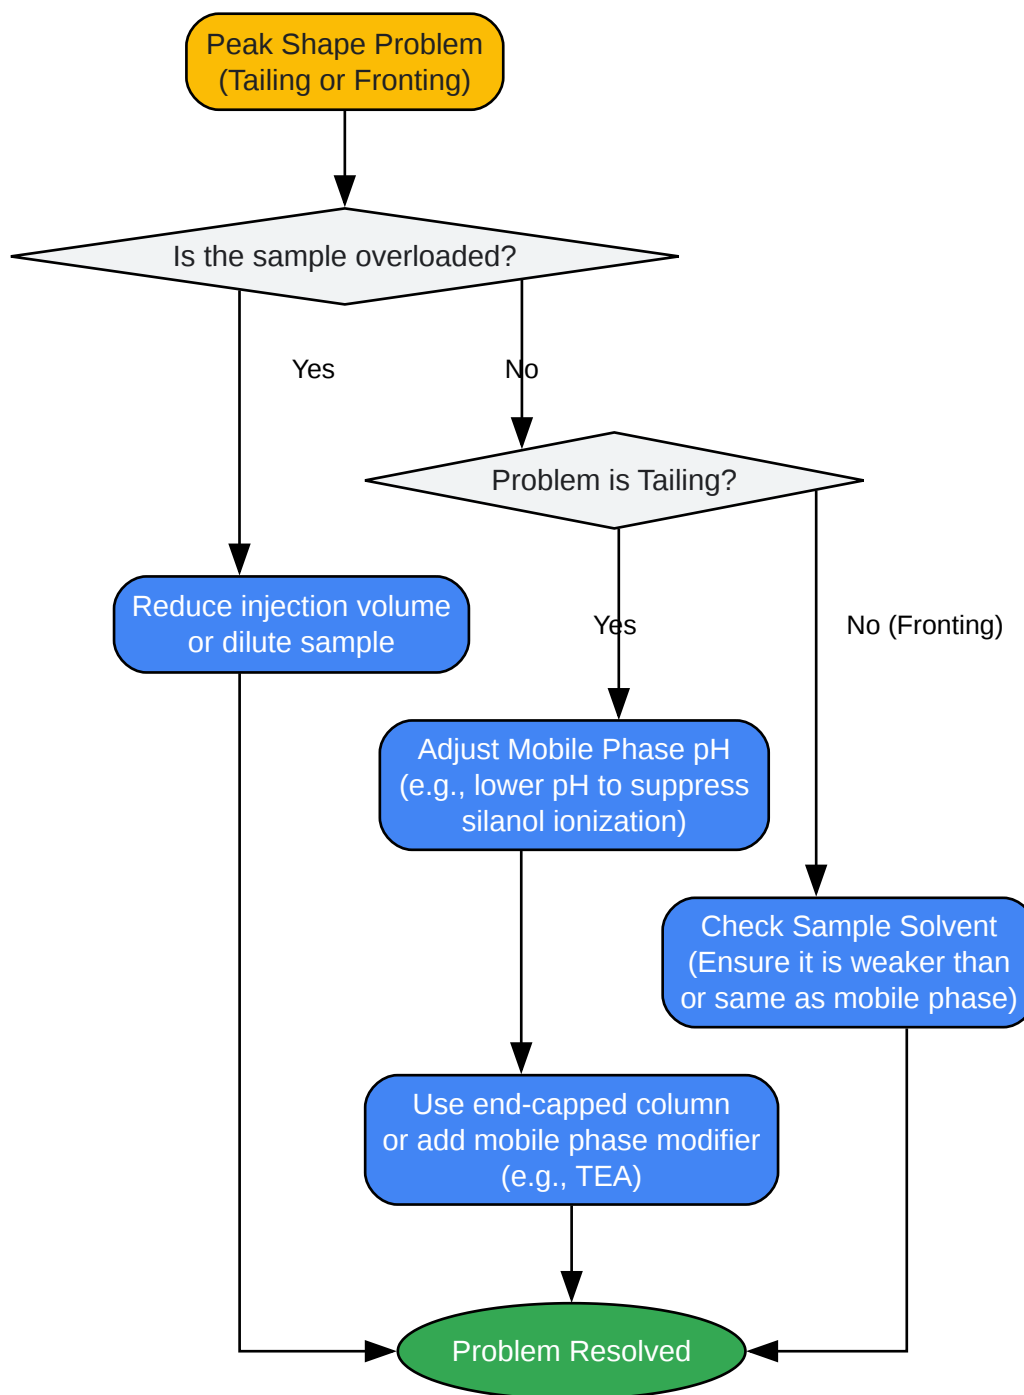 Peak Shape Problem
(Tailing or Fronting)
Is the sample overloaded?
Yes
No
Problem is Tailing?
Reduce injection volume
or dilute sample
Yes
No (Fronting)
Adjust Mobile Phase pH
(e.g., lower pH to suppress
silanol ionization)
Check Sample Solvent
(Ensure it is weaker than
or same as mobile phase)
Use end-capped column
or add mobile phase modifier
(e.g., TEA)
Problem Resolved